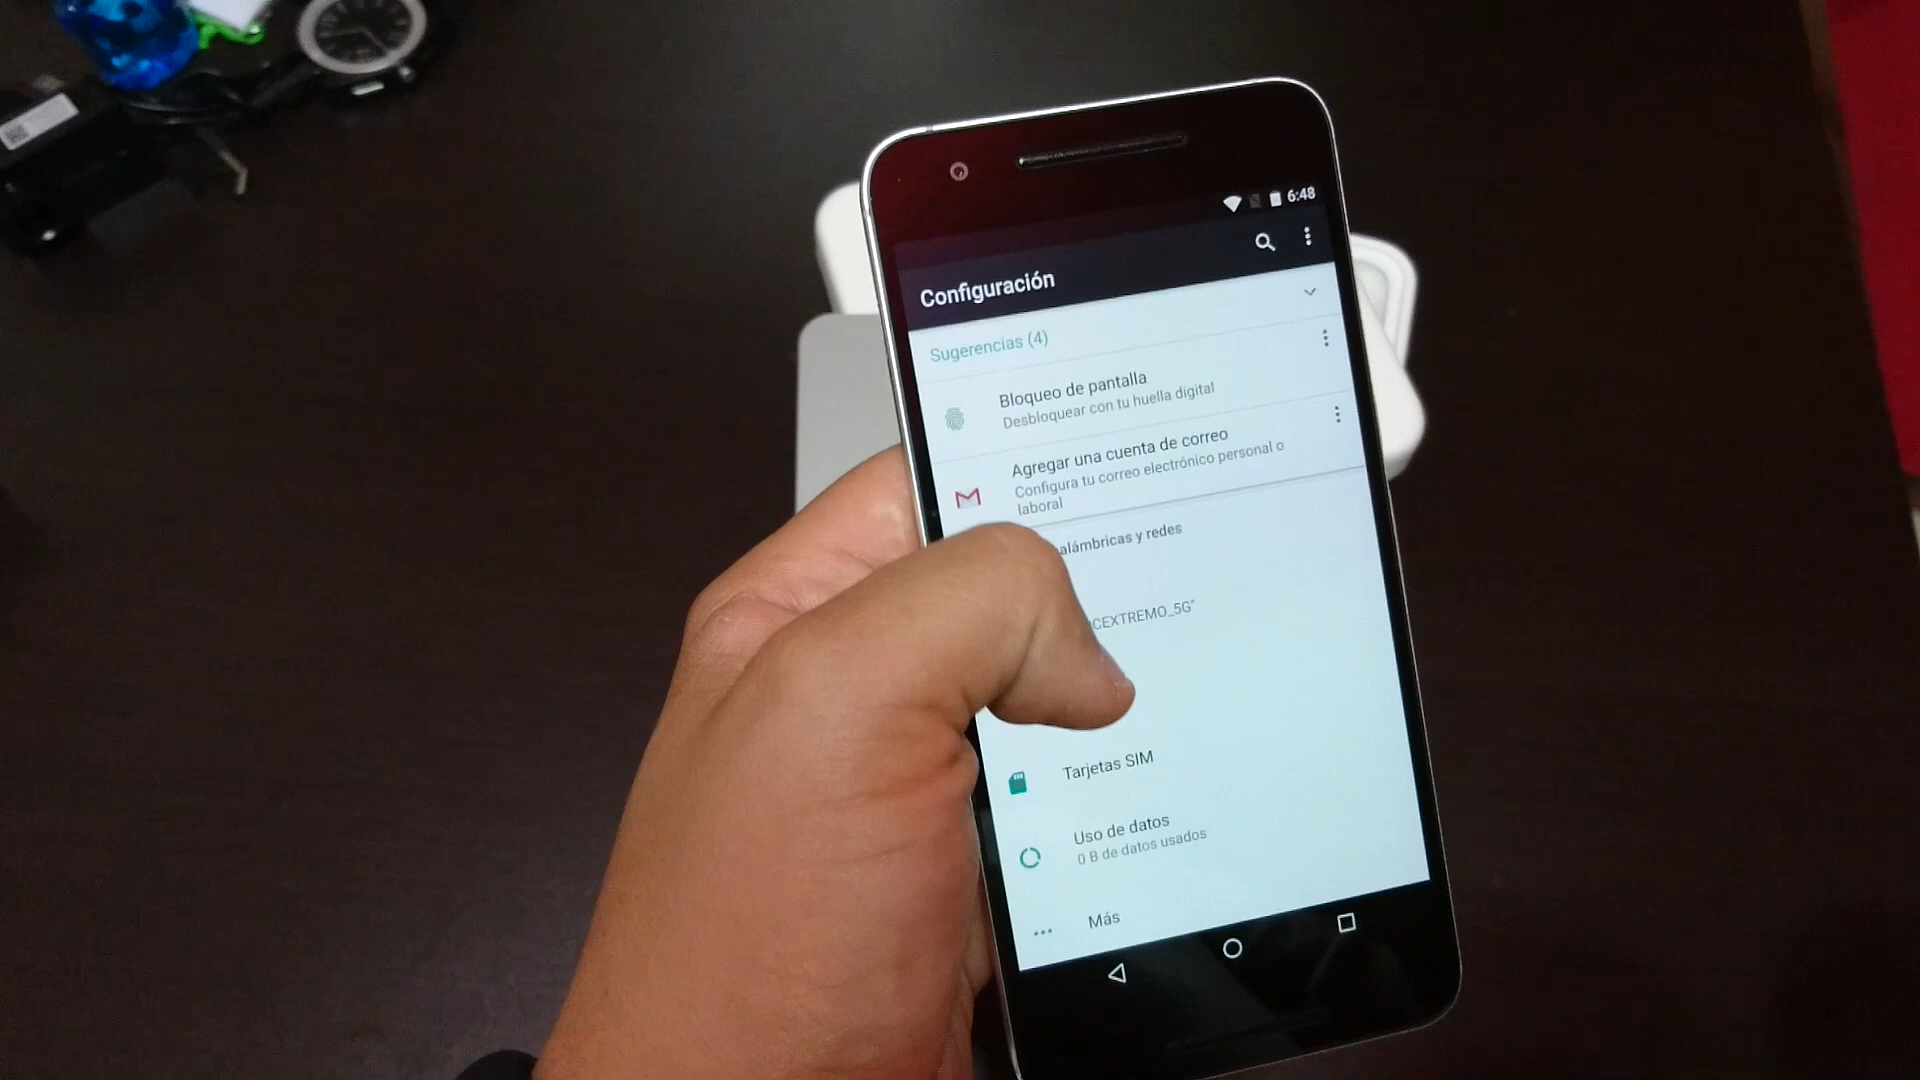 6:48
Configuración
Sugerencias (4)
Bloqueo de pantalla
Desbloquear con tu huella digital
Agregar una cuenta de correo
Configura tu correo electrónico personal o
laboral
alámbricas y redes
CEXTREMO_5G"
Tarjetas SIM
Uso de datos
0 B de datos usados
Más